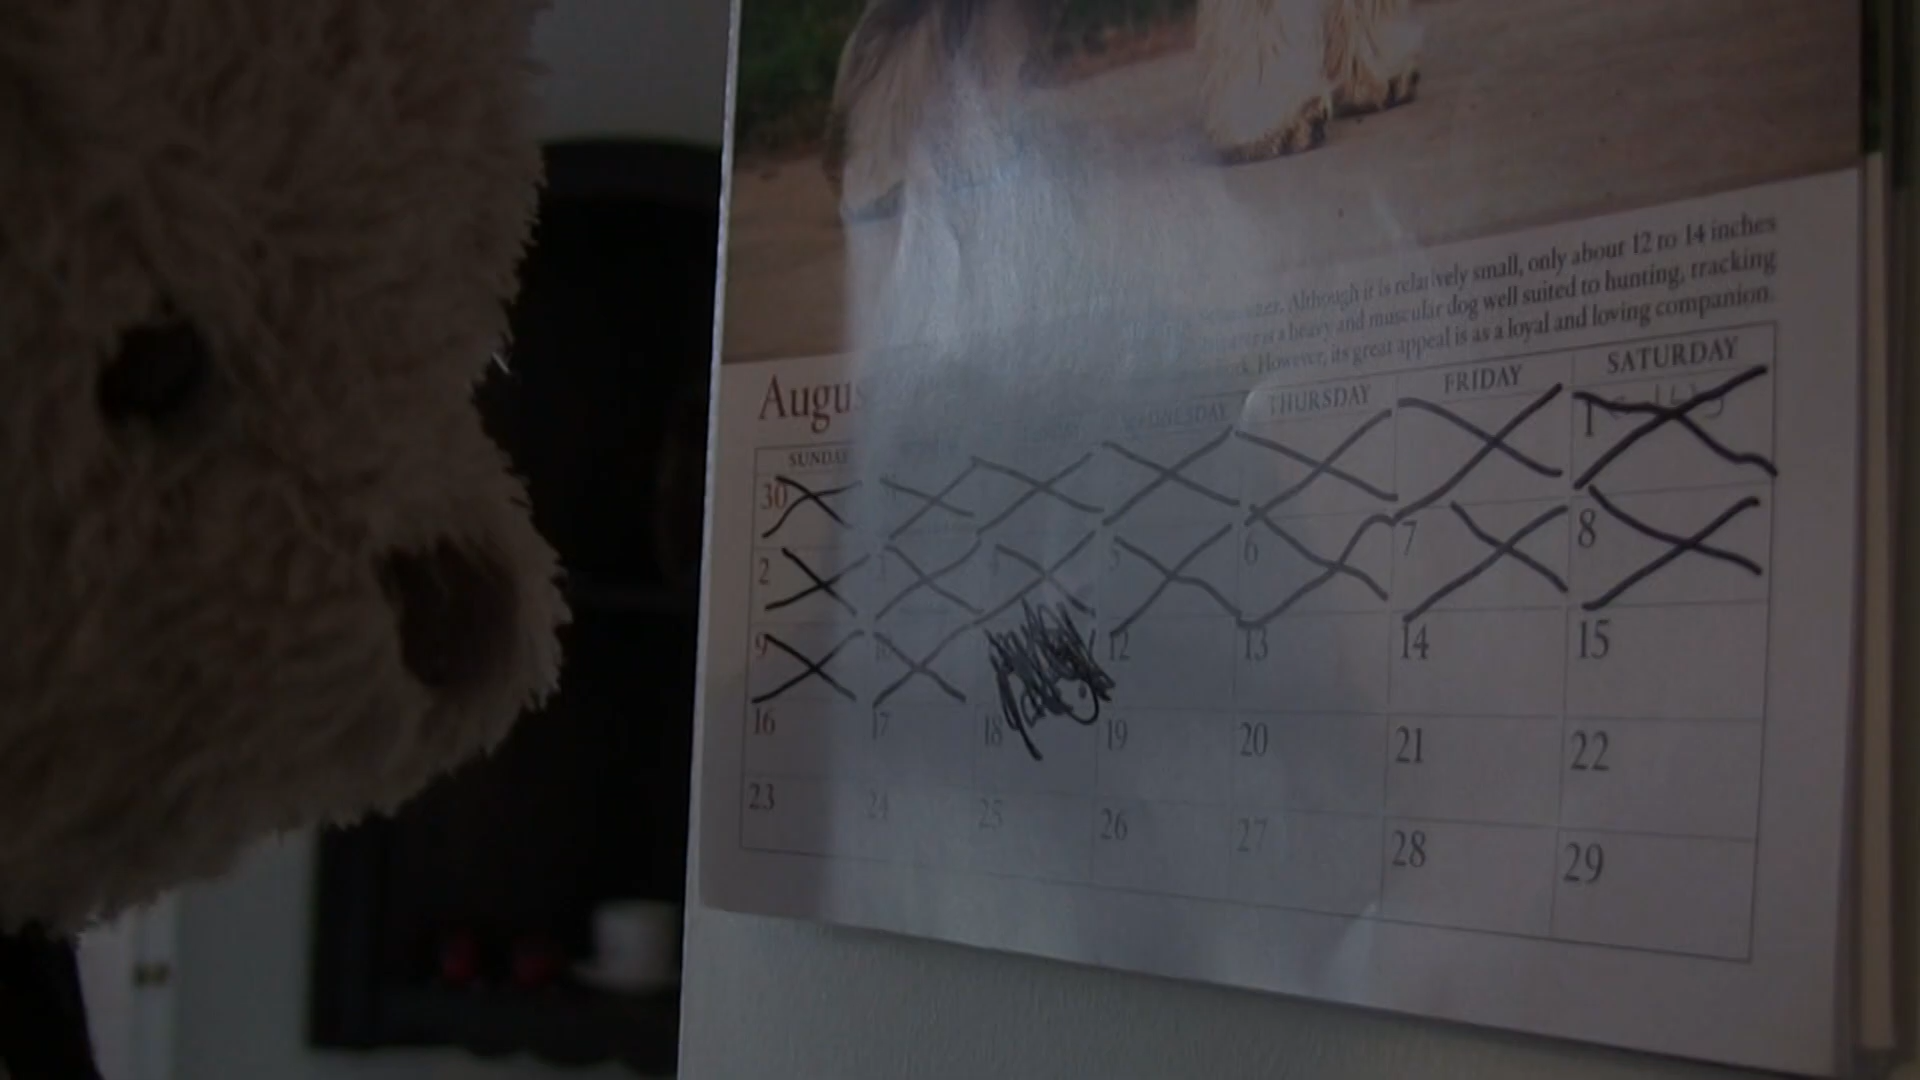 Although it is relatively small, only about 12 to 14 inches
a heavy and muscular dog well suited to hunting, tracking
However, its great appeal is as a loyal and loving companion.
Augus
SUNDAY WEDNESDAY THURSDAY FRIDAY SATURDAY
30 1
2 3 4 5 6 7 8
9 10 12 13 14 15
16 17 18 19 20 21 22
23 24 25 26 27 28 29